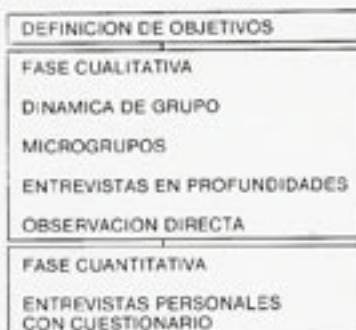 DEFINICION DE OBJETIVOS
FASE CUALITATIVA
DINAMICA DE GRUPO
MICROGRUPOS
ENTREVISTAS EN PROFUNDIDADES
OBSERVACION DIRECTA
FASE CUANTITATIVA
ENTREVISTAS PERSONALES
CON CUESTIONARIO